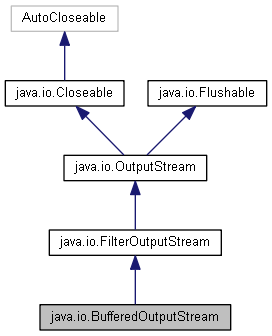 AutoCloseable
java.io.Closeable
java.io.Flushable
java.io.OutputStream
java.io.FilterOutputStream
java.io.BufferedOutputStream